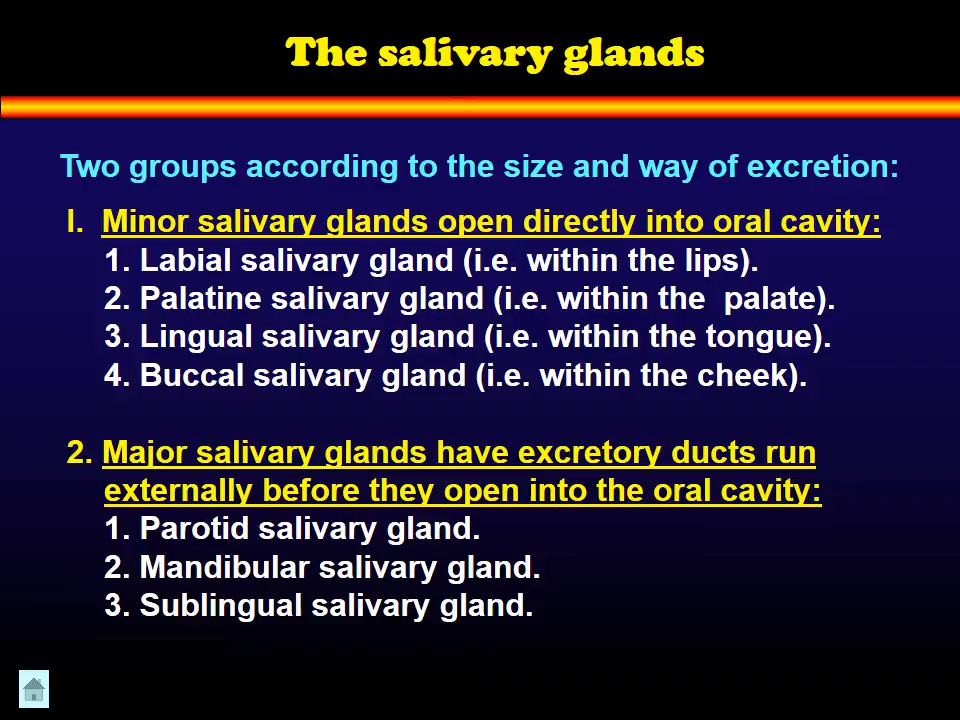 The salivary glands
Two groups according to the size and way of excretion:
I. Minor salivary glands open directly into oral cavity:
1. Labial salivary gland (i.e. within the lips).
2. Palatine salivary gland (i.e. within the palate).
3. Lingual salivary gland (i.e. within the tongue).
4. Buccal salivary gland (i.e. within the cheek).
2. Major salivary glands have excretory ducts run
externally before they open into the oral cavity:
1. Parotid salivary gland.
2. Mandibular salivary gland.
3. Sublingual salivary gland.